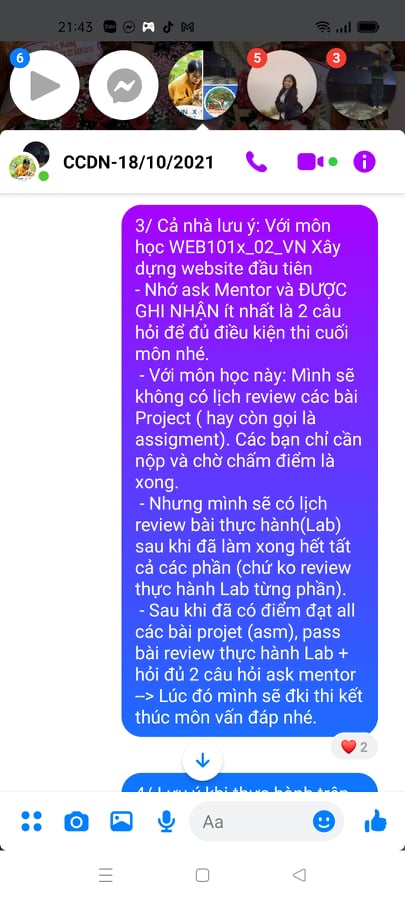 21:43
6
5
3
CCDN-18/10/2021
3/ Cả nhà lưu ý: Với môn
học WEB101x_02_VN Xây
dựng website đầu tiên
- Nhớ ask Mentor và ĐƯỢC
GHI NHẬN ít nhất là 2 câu
hỏi để đủ điều kiện thi cuối
môn nhé.
- Với môn học này: Mình sẽ
không có lịch review các bài
Project ( hay còn gọi là
assigment). Các bạn chỉ cần
nộp và chờ chấm điểm là
xong.
- Nhưng mình sẽ có lịch
review bài thực hành(Lab)
sau khi đã làm xong hết tất
cả các phần (chứ ko review
thực hành Lab từng phần).
- Sau khi đã có điểm đạt all
các bài projet (asm), pass
bài review thực hành Lab +
hỏi đủ 2 câu hỏi ask mentor
--> Lúc đó mình sẽ đki thi kết
thúc môn vấn đáp nhé.
2
4/ Lưu ý khi thực hành trên
Aa